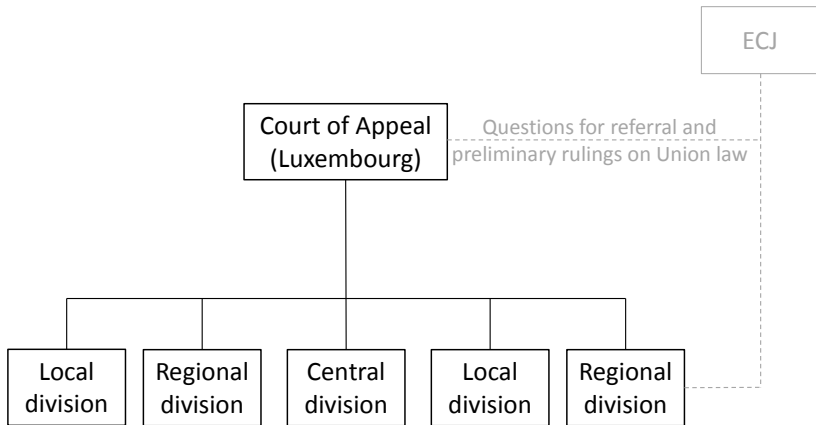 ECJ
Court of Appeal
(Luxembourg)
Questions for referral and
preliminary rulings on Union law
Local
division
Regional
division
Central
division
Local
division
Regional
division